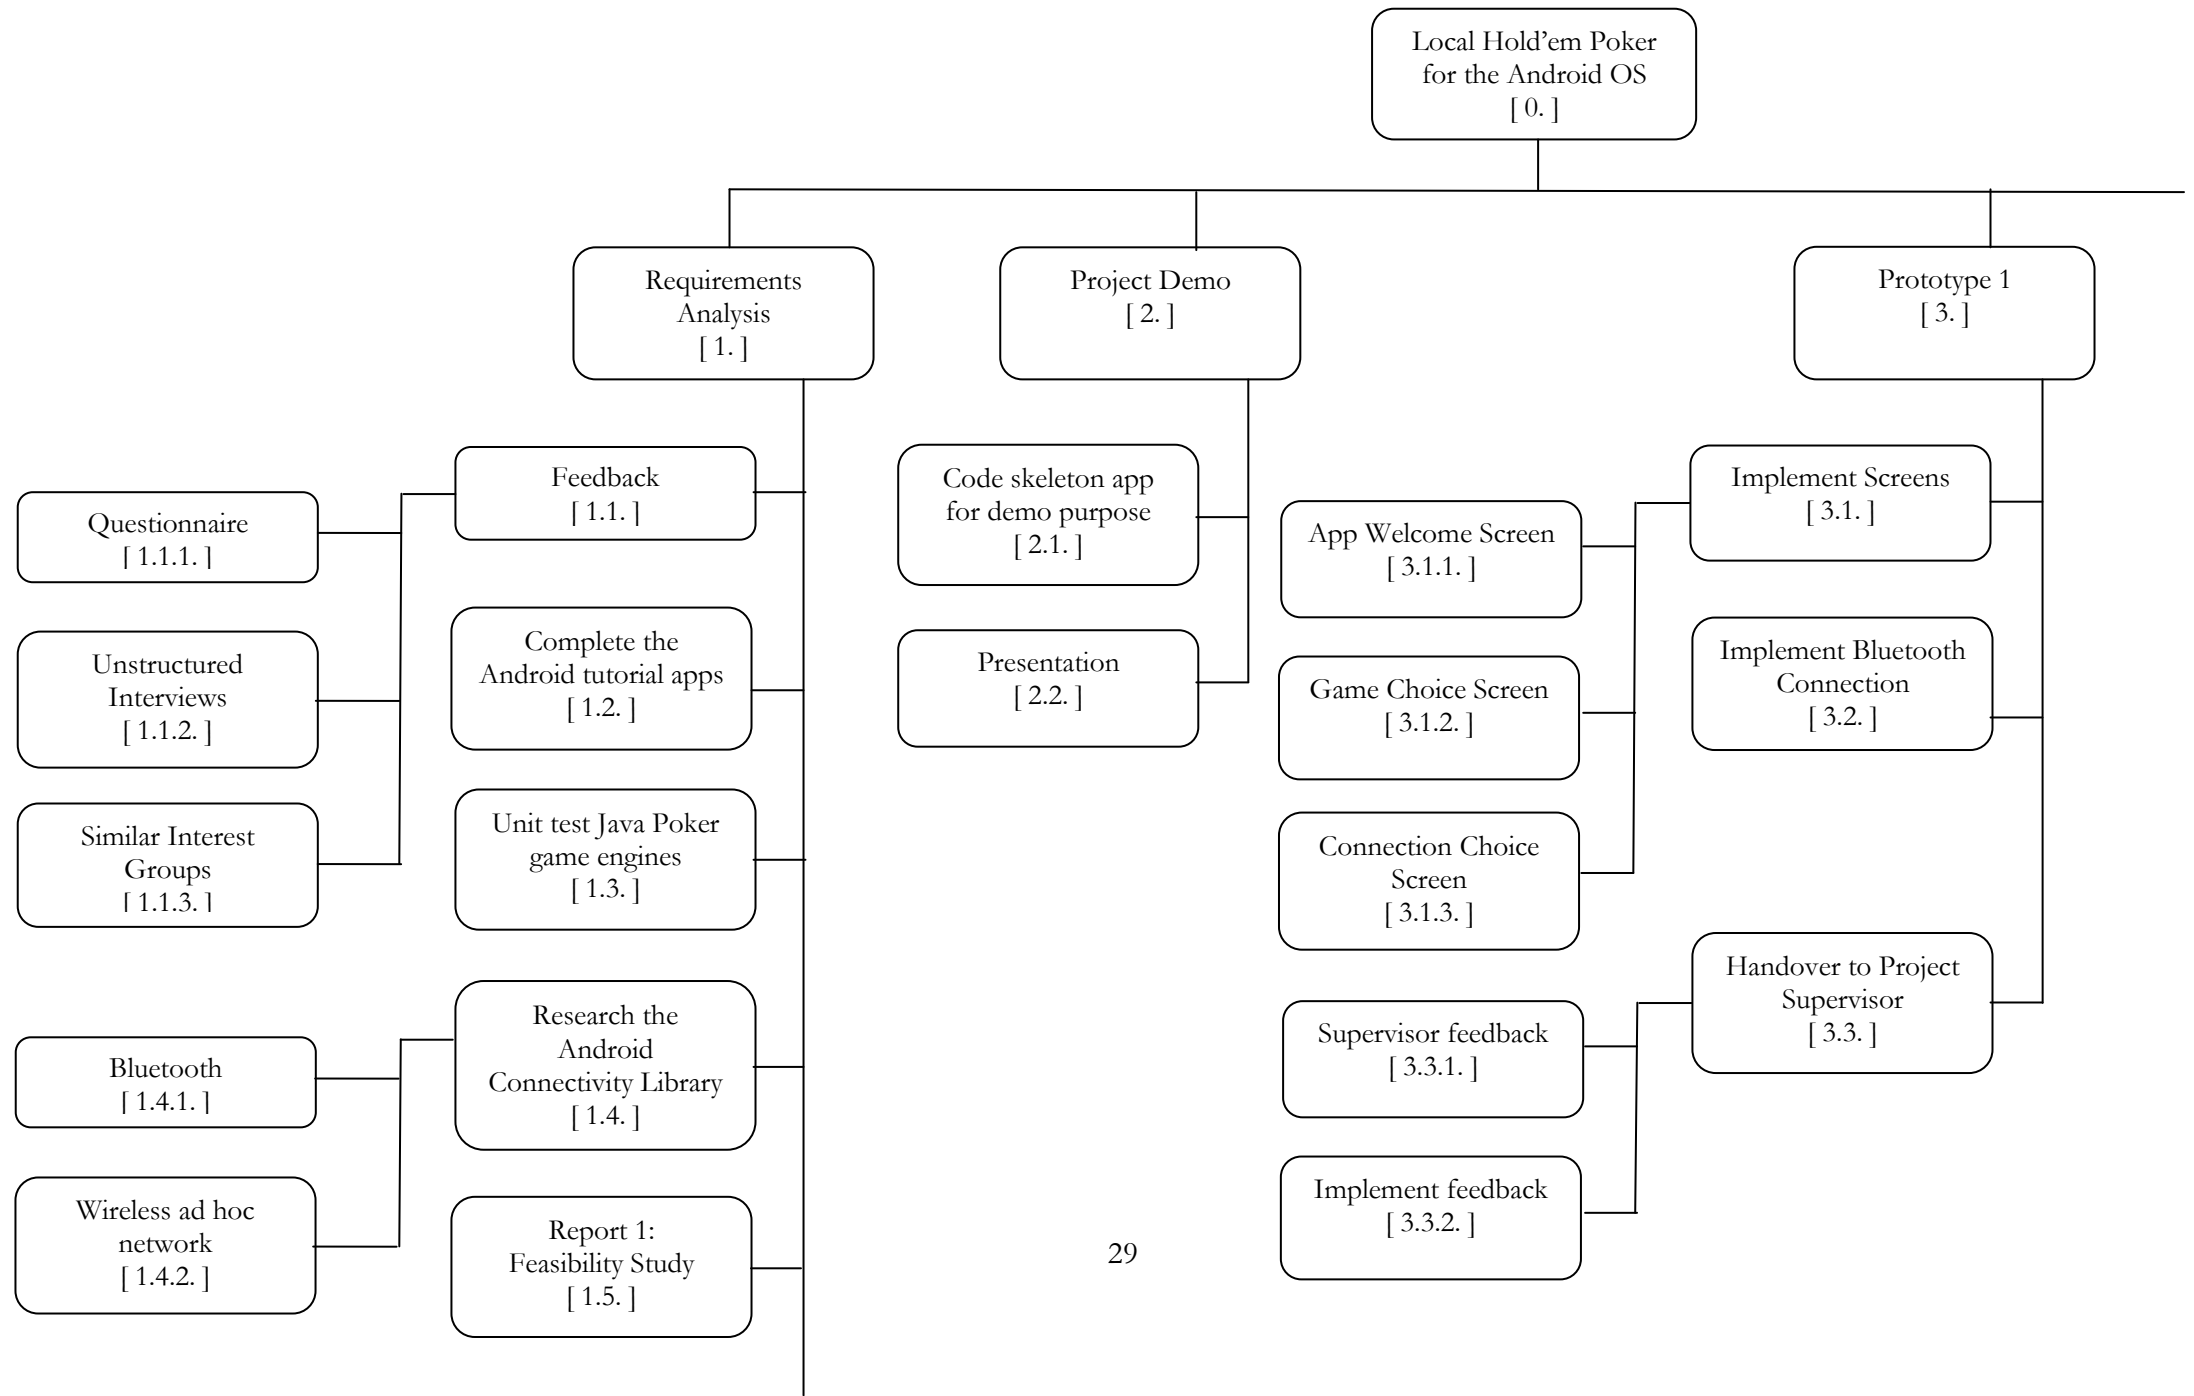 Local Hold’em Poker
for the Android OS
[ 0. ]
Requirements
Analysis
[ 1. ]
Project Demo
[ 2. ]
Prototype 1
[ 3. ]
Feedback
[ 1.1. ]
Questionnaire
[ 1.1.1. ]
Unstructured
Interviews
[ 1.1.2. ]
Similar Interest
Groups
[ 1.1.3. ]
Complete the
Android tutorial apps
[ 1.2. ]
Unit test Java Poker
game engines
[ 1.3. ]
Research the
Android
Connectivity Library
[ 1.4. ]
Bluetooth
[ 1.4.1. ]
Wireless ad hoc
network
[ 1.4.2. ]
Report 1:
Feasibility Study
[ 1.5. ]
Code skeleton app
for demo purpose
[ 2.1. ]
Presentation
[ 2.2. ]
Implement Screens
[ 3.1. ]
App Welcome Screen
[ 3.1.1. ]
Game Choice Screen
[ 3.1.2. ]
Connection Choice
Screen
[ 3.1.3. ]
Implement Bluetooth
Connection
[ 3.2. ]
Handover to Project
Supervisor
[ 3.3. ]
Supervisor feedback
[ 3.3.1. ]
Implement feedback
[ 3.3.2. ]
29